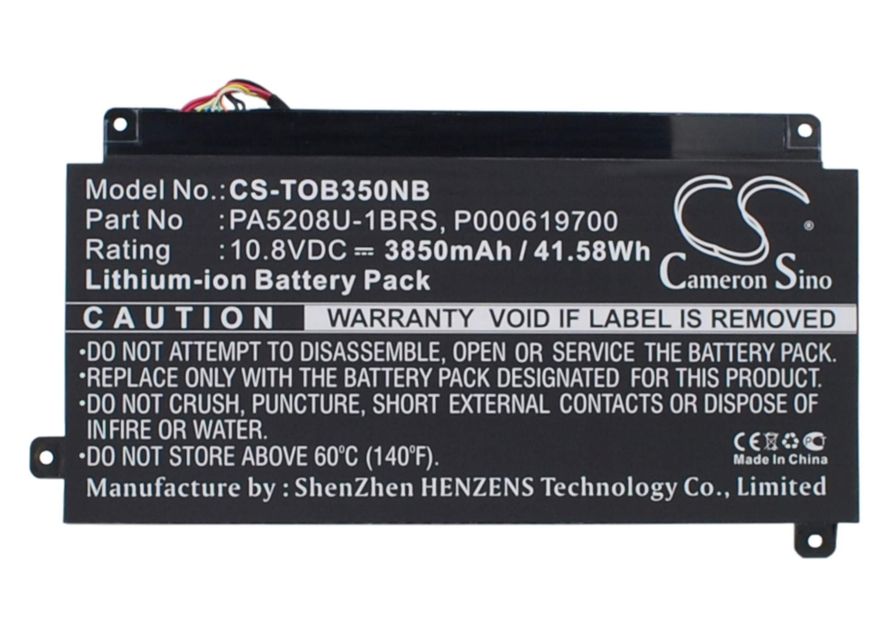 Model No.: CS-TOB350NB
Part No : PA5208U-1BRS, P000619700
Rating : 10.8VDC ⎓ 3850mAh / 41.58Wh
Lithium-ion Battery Pack
CS ®
Cameron Sino
CAUTION WARRANTY VOID IF LABEL IS REMOVED
•DO NOT ATTEMPT TO DISASSEMBLE, OPEN OR SERVICE THE BATTERY PACK.
•REPLACE ONLY WITH THE BATTERY PACK DESIGNATED FOR THIS PRODUCT.
•DO NOT CRUSH, PUNCTURE, SHORT EXTERNAL CONTACTS OR DISPOSE OF
IN FIRE OR WATER.
•DO NOT STORE ABOVE 60°C (140°F).
CE
Made In China
Manufacture by : ShenZhen HENZENS Technology Co., Limited